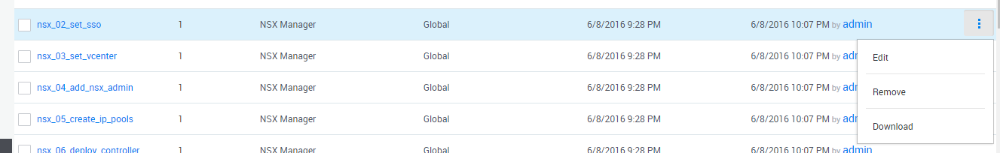 nsx_02_set_sso 1 NSX Manager Global 6/8/2016 9:28 PM 6/8/2016 10:07 PM by admin
nsx_03_set_vcenter 1 NSX Manager Global 6/8/2016 9:28 PM 6/8/2016 10:07 PM by adm
Edit
nsx_04_add_nsx_admin 1 NSX Manager Global 6/8/2016 9:28 PM 6/8/2016 10:07 PM by adm
Remove
nsx_05_create_ip_pools 1 NSX Manager Global 6/8/2016 9:28 PM 6/8/2016 10:07 PM by adm
Download
nsx_06_deploy_controller 1 NSX Manager Global 6/8/2016 9:28 PM 6/8/2016 10:07 PM by admin